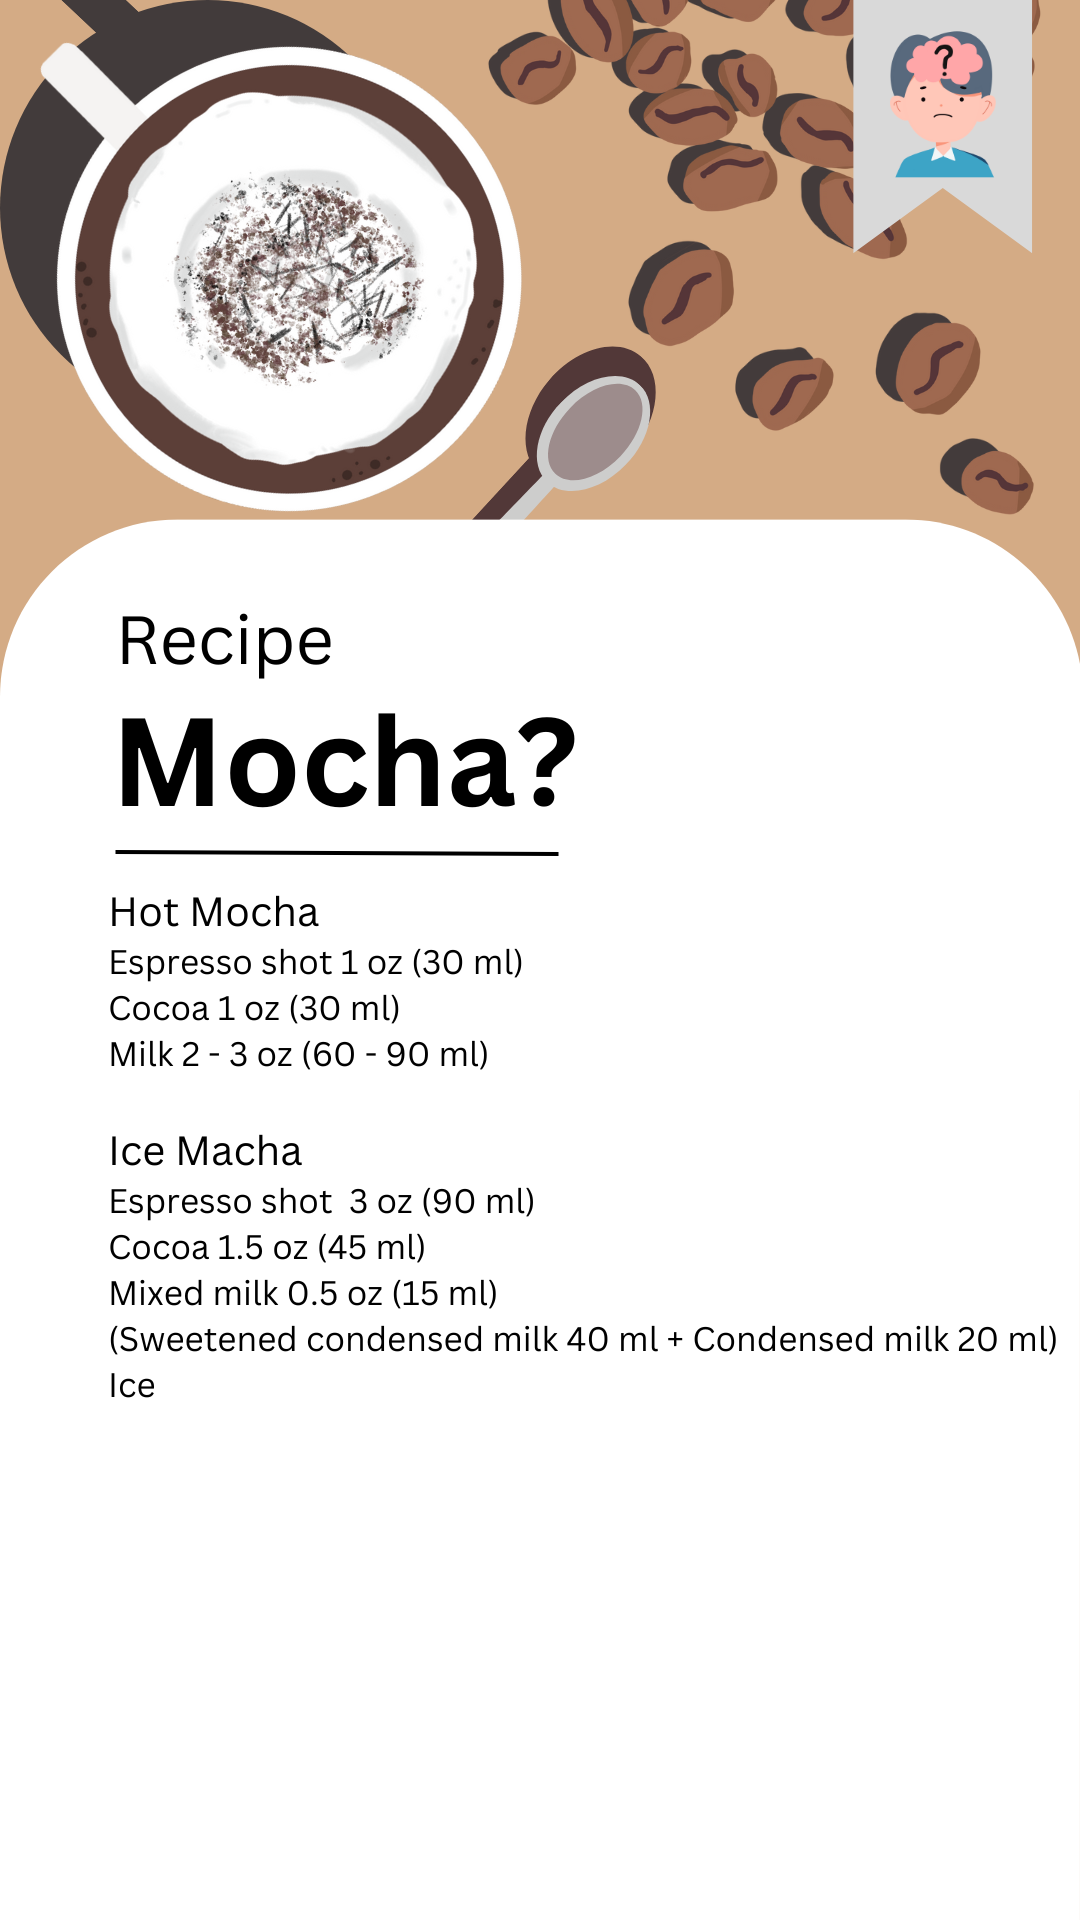 ?
Recipe
Mocha?
Hot Mocha
Espresso shot 1 oz (30 ml)
Cocoa 1 oz (30 ml)
Milk 2 - 3 oz (60 - 90 ml)
Ice Macha
Espresso shot  3 oz (90 ml)
Cocoa 1.5 oz (45 ml)
Mixed milk 0.5 oz (15 ml)
(Sweetened condensed milk 40 ml + Condensed milk 20 ml)
Ice